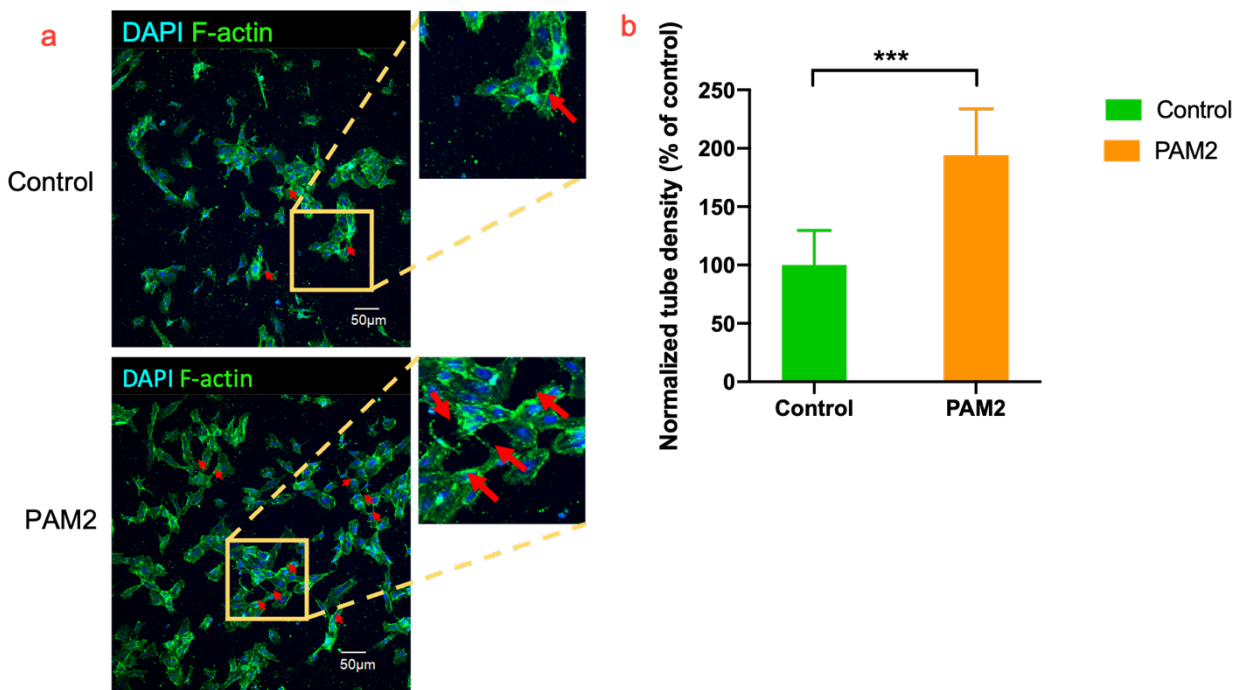 a
DAPI F-actin
Control
50µm
DAPI F-actin
PAM2
50µm
b
***
Normalized tube density (% of control)
250
200
150
100
50
0
Control
PAM2
Control
PAM2